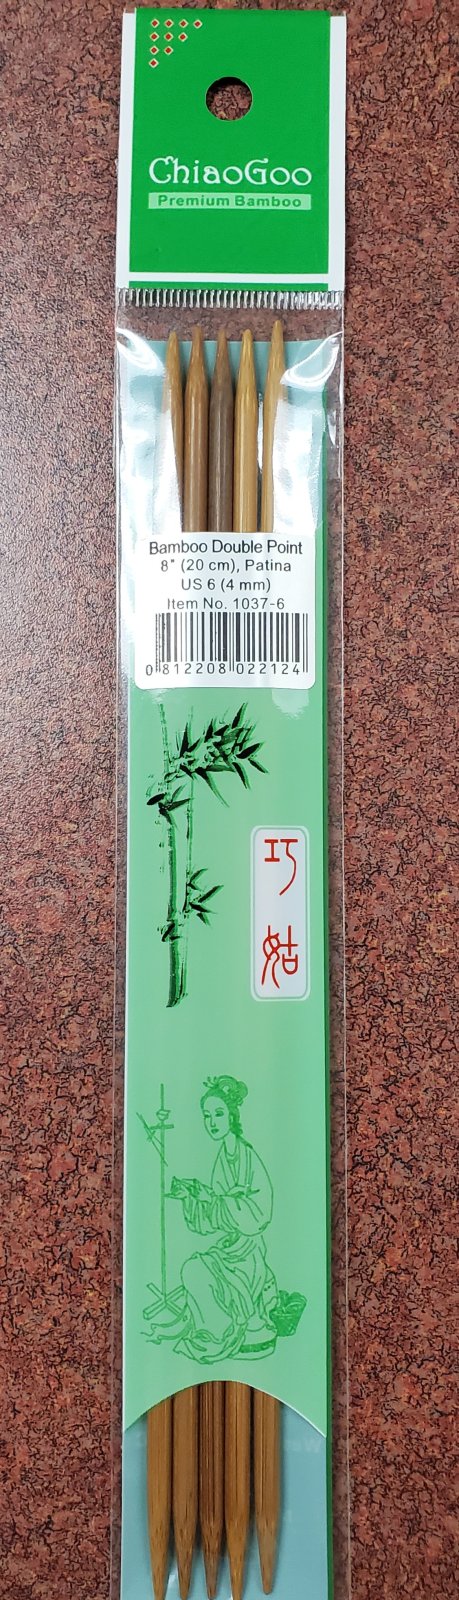 ChiaoGoo
Premium Bamboo
Bamboo Double Point
8" (20 cm), Patina
US 6 (4 mm)
Item No. 1037-6
0 812208 022124
巧
姑